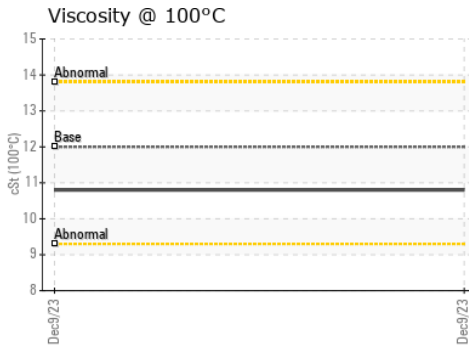 Viscosity @ 100°C
cSt (100°C)
15
14
13
12
11
10
9
8
Abnormal
Base
Abnormal
Dec9/23
Dec9/23